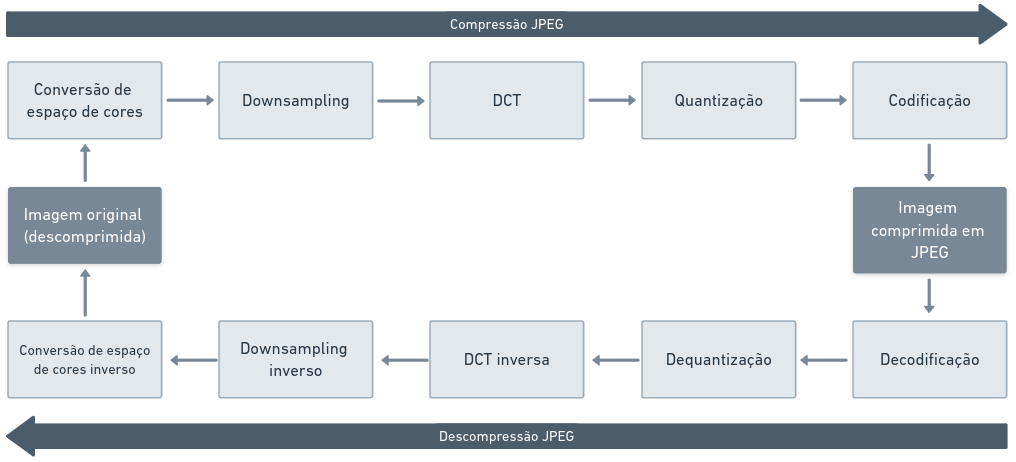 Compressão JPEG
Conversão de
espaço de cores
Downsampling
DCT
Quantização
Codificação
Imagem original
(descomprimida)
Imagem
comprimida em
JPEG
Conversão de espaço
de cores inverso
Downsampling
inverso
DCT inversa
Dequantização
Decodificação
Descompressão JPEG